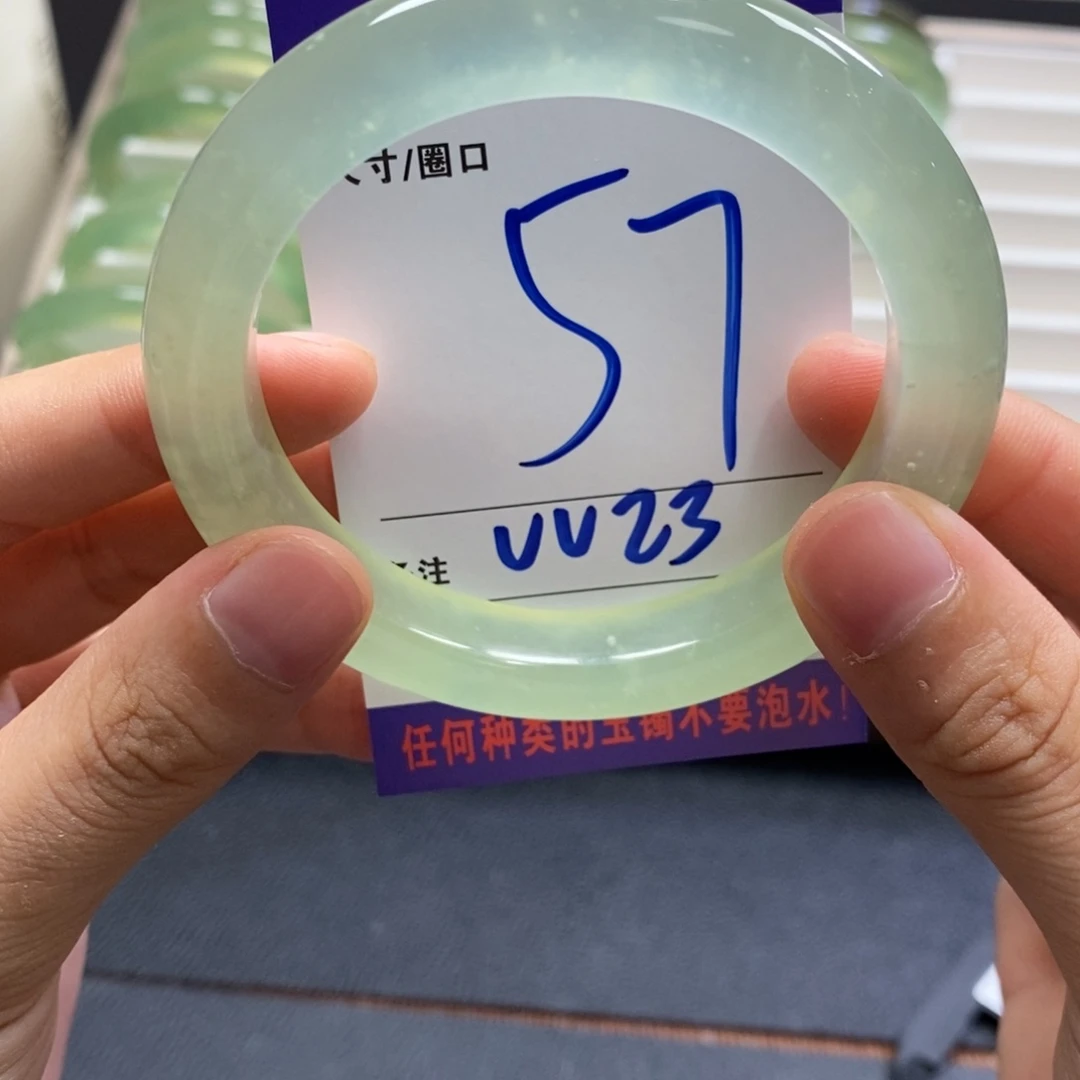 寸/圈口
57
注 VV23
任何种类的玉镯不要泡水!